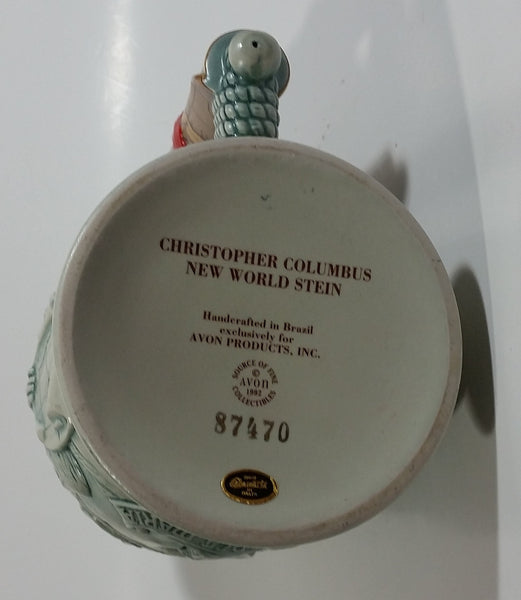 CHRISTOPHER COLUMBUS
NEW WORLD STEIN
Handcrafted in Brazil
exclusively for
AVON PRODUCTS, INC.
SOURCE OF FINE
©
AVON
1992
COLLECTIBLES
87470